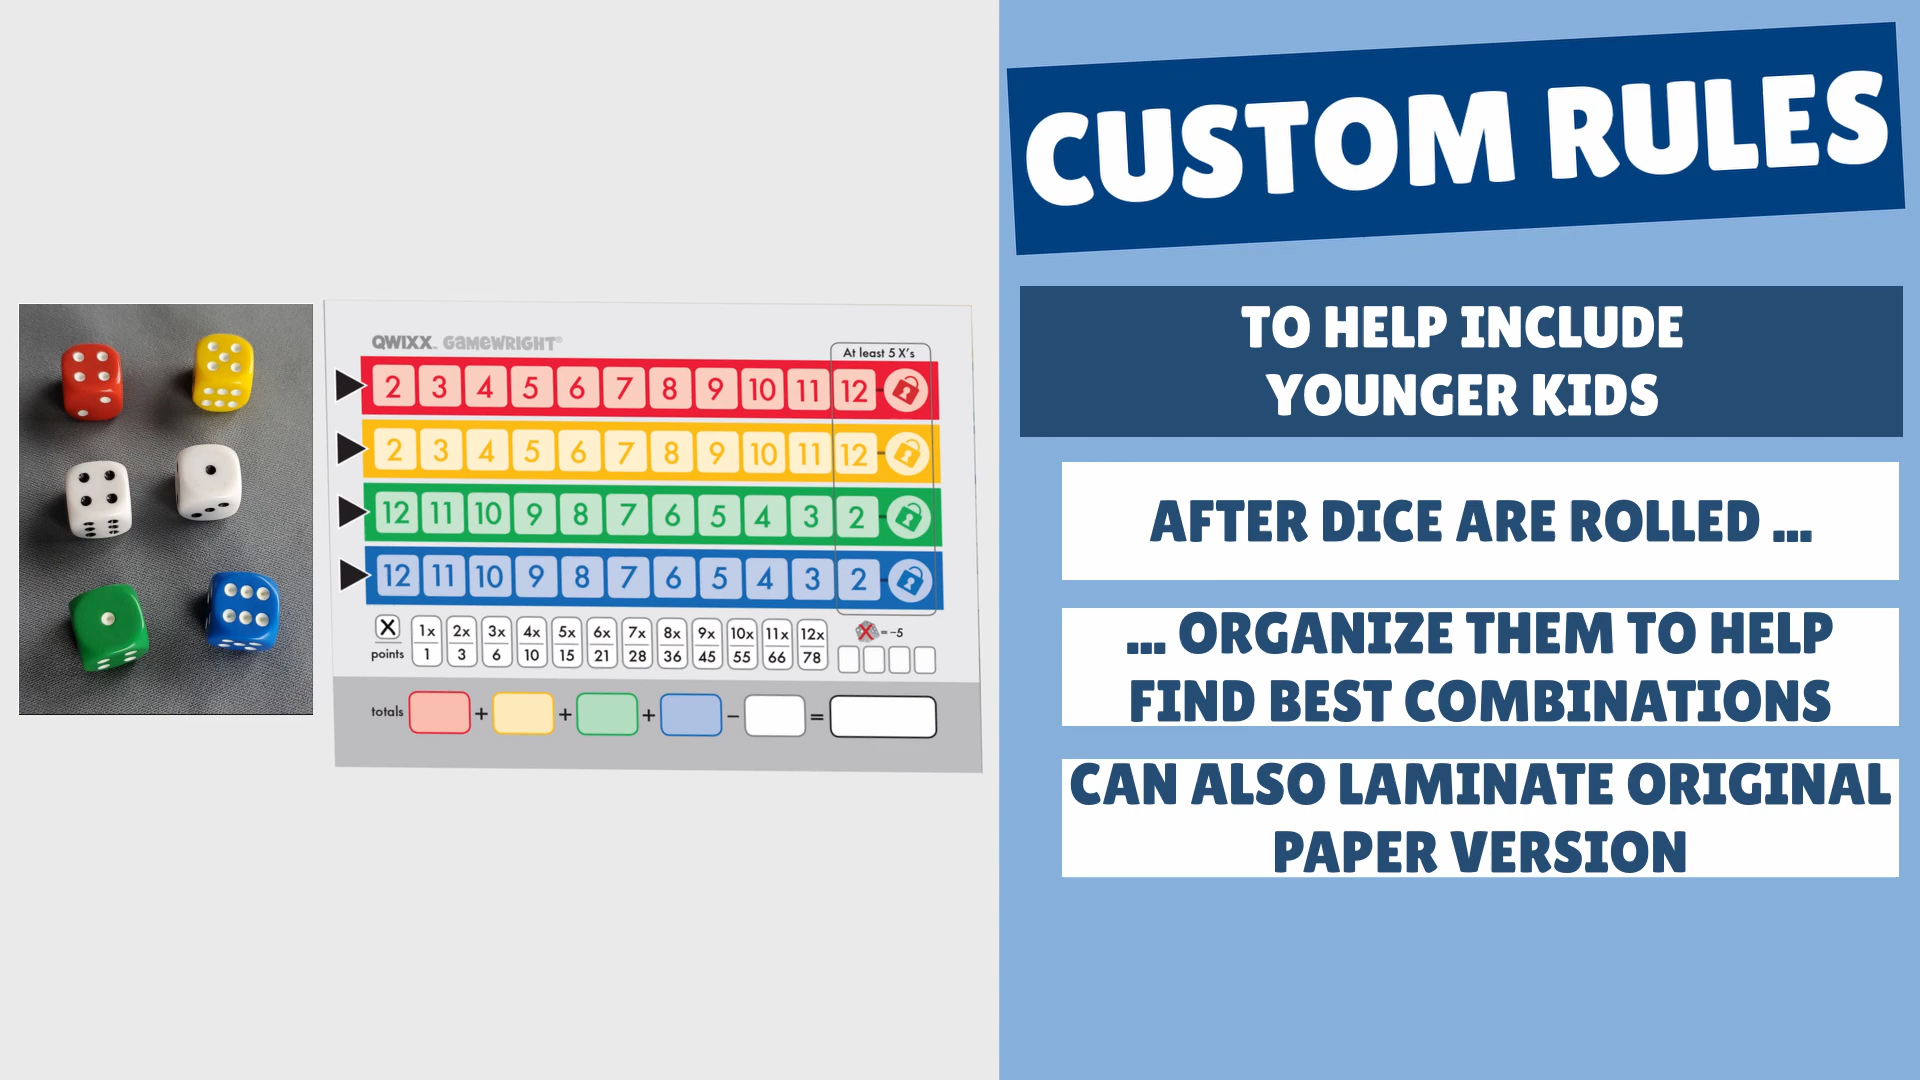 CUSTOM RULES
TO HELP INCLUDE
YOUNGER KIDS
AFTER DICE ARE ROLLED ...
... ORGANIZE THEM TO HELP
FIND BEST COMBINATIONS
CAN ALSO LAMINATE ORIGINAL
PAPER VERSION
QWIXX™ GAMEWRIGHT®
At least 5 X's
2 3 4 5 6 7 8 9 10 11 12
2 3 4 5 6 7 8 9 10 11 12
12 11 10 9 8 7 6 5 4 3 2
12 11 10 9 8 7 6 5 4 3 2
X 1x 2x 3x 4x 5x 6x 7x 8x 9x 10x 11x 12x = -5
points 1 3 6 10 15 21 28 36 45 55 66 78
totals + + + - =